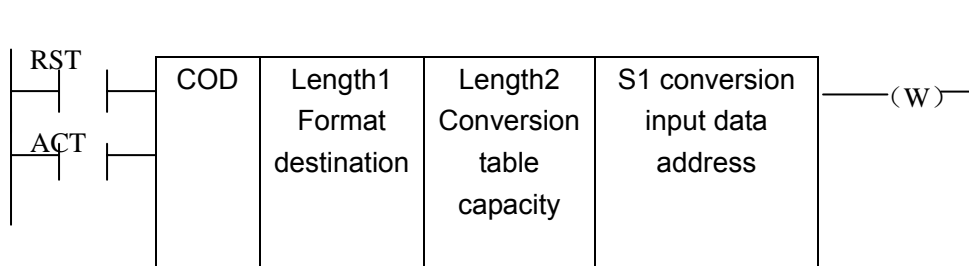 RST
ACT
COD
Length1
Format
destination
Length2
Conversion
table
capacity
S1 conversion
input data
address
(W)